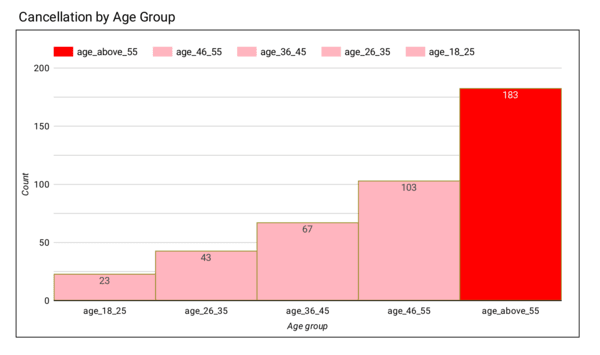 Cancellation by Age Group
age_above_55 age_46_55 age_36_45 age_26_35 age_18_25
200
150
100
50
0
Count
23
43
67
103
183
age_18_25 age_26_35 age_36_45 age_46_55 age_above_55
Age group